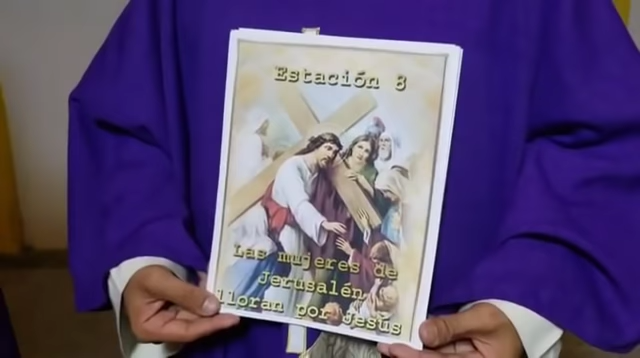 Estación 8
Las mujeres de
Jerusalén
lloran por Jesús